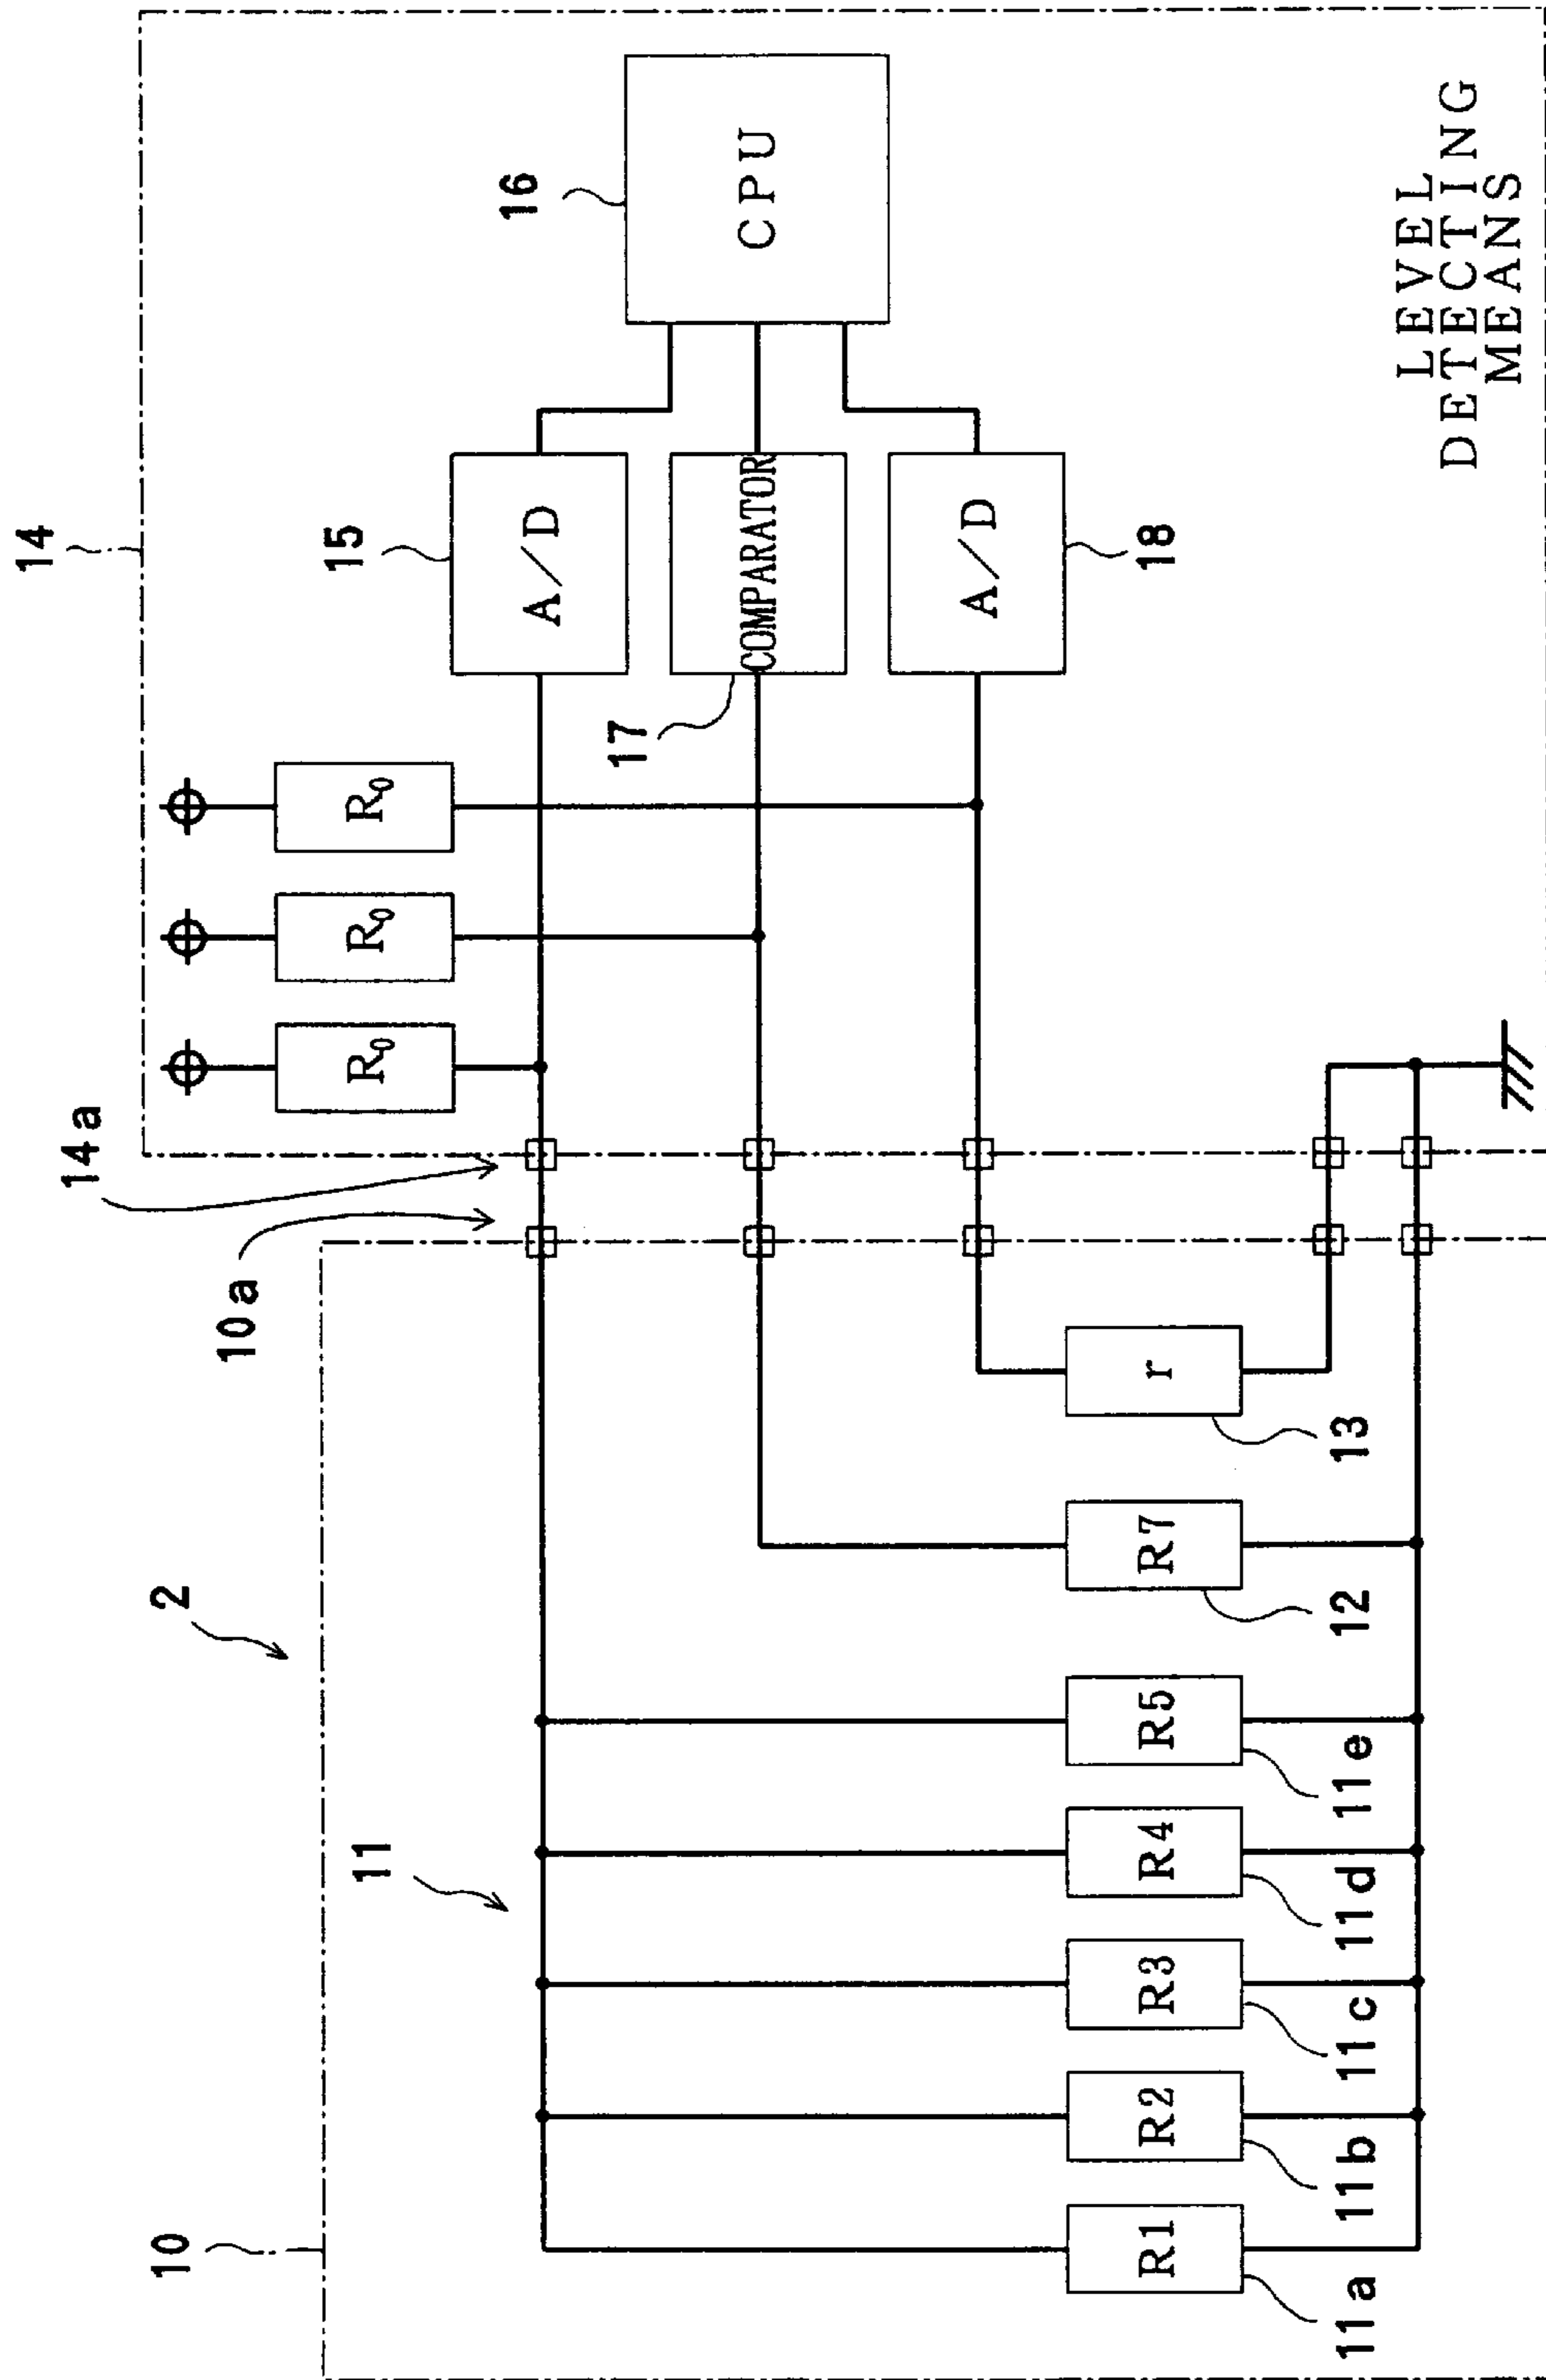 14
16
CPU
15
A/D
17
COMPARATOR
A/D
18
R0
R0
R0
LEVEL
DETECTING
MEANS
14a
10a
2
10
11
r
13
R7
12
R5
11e
R4
11d
R3
11c
R2
11b
R1
11a